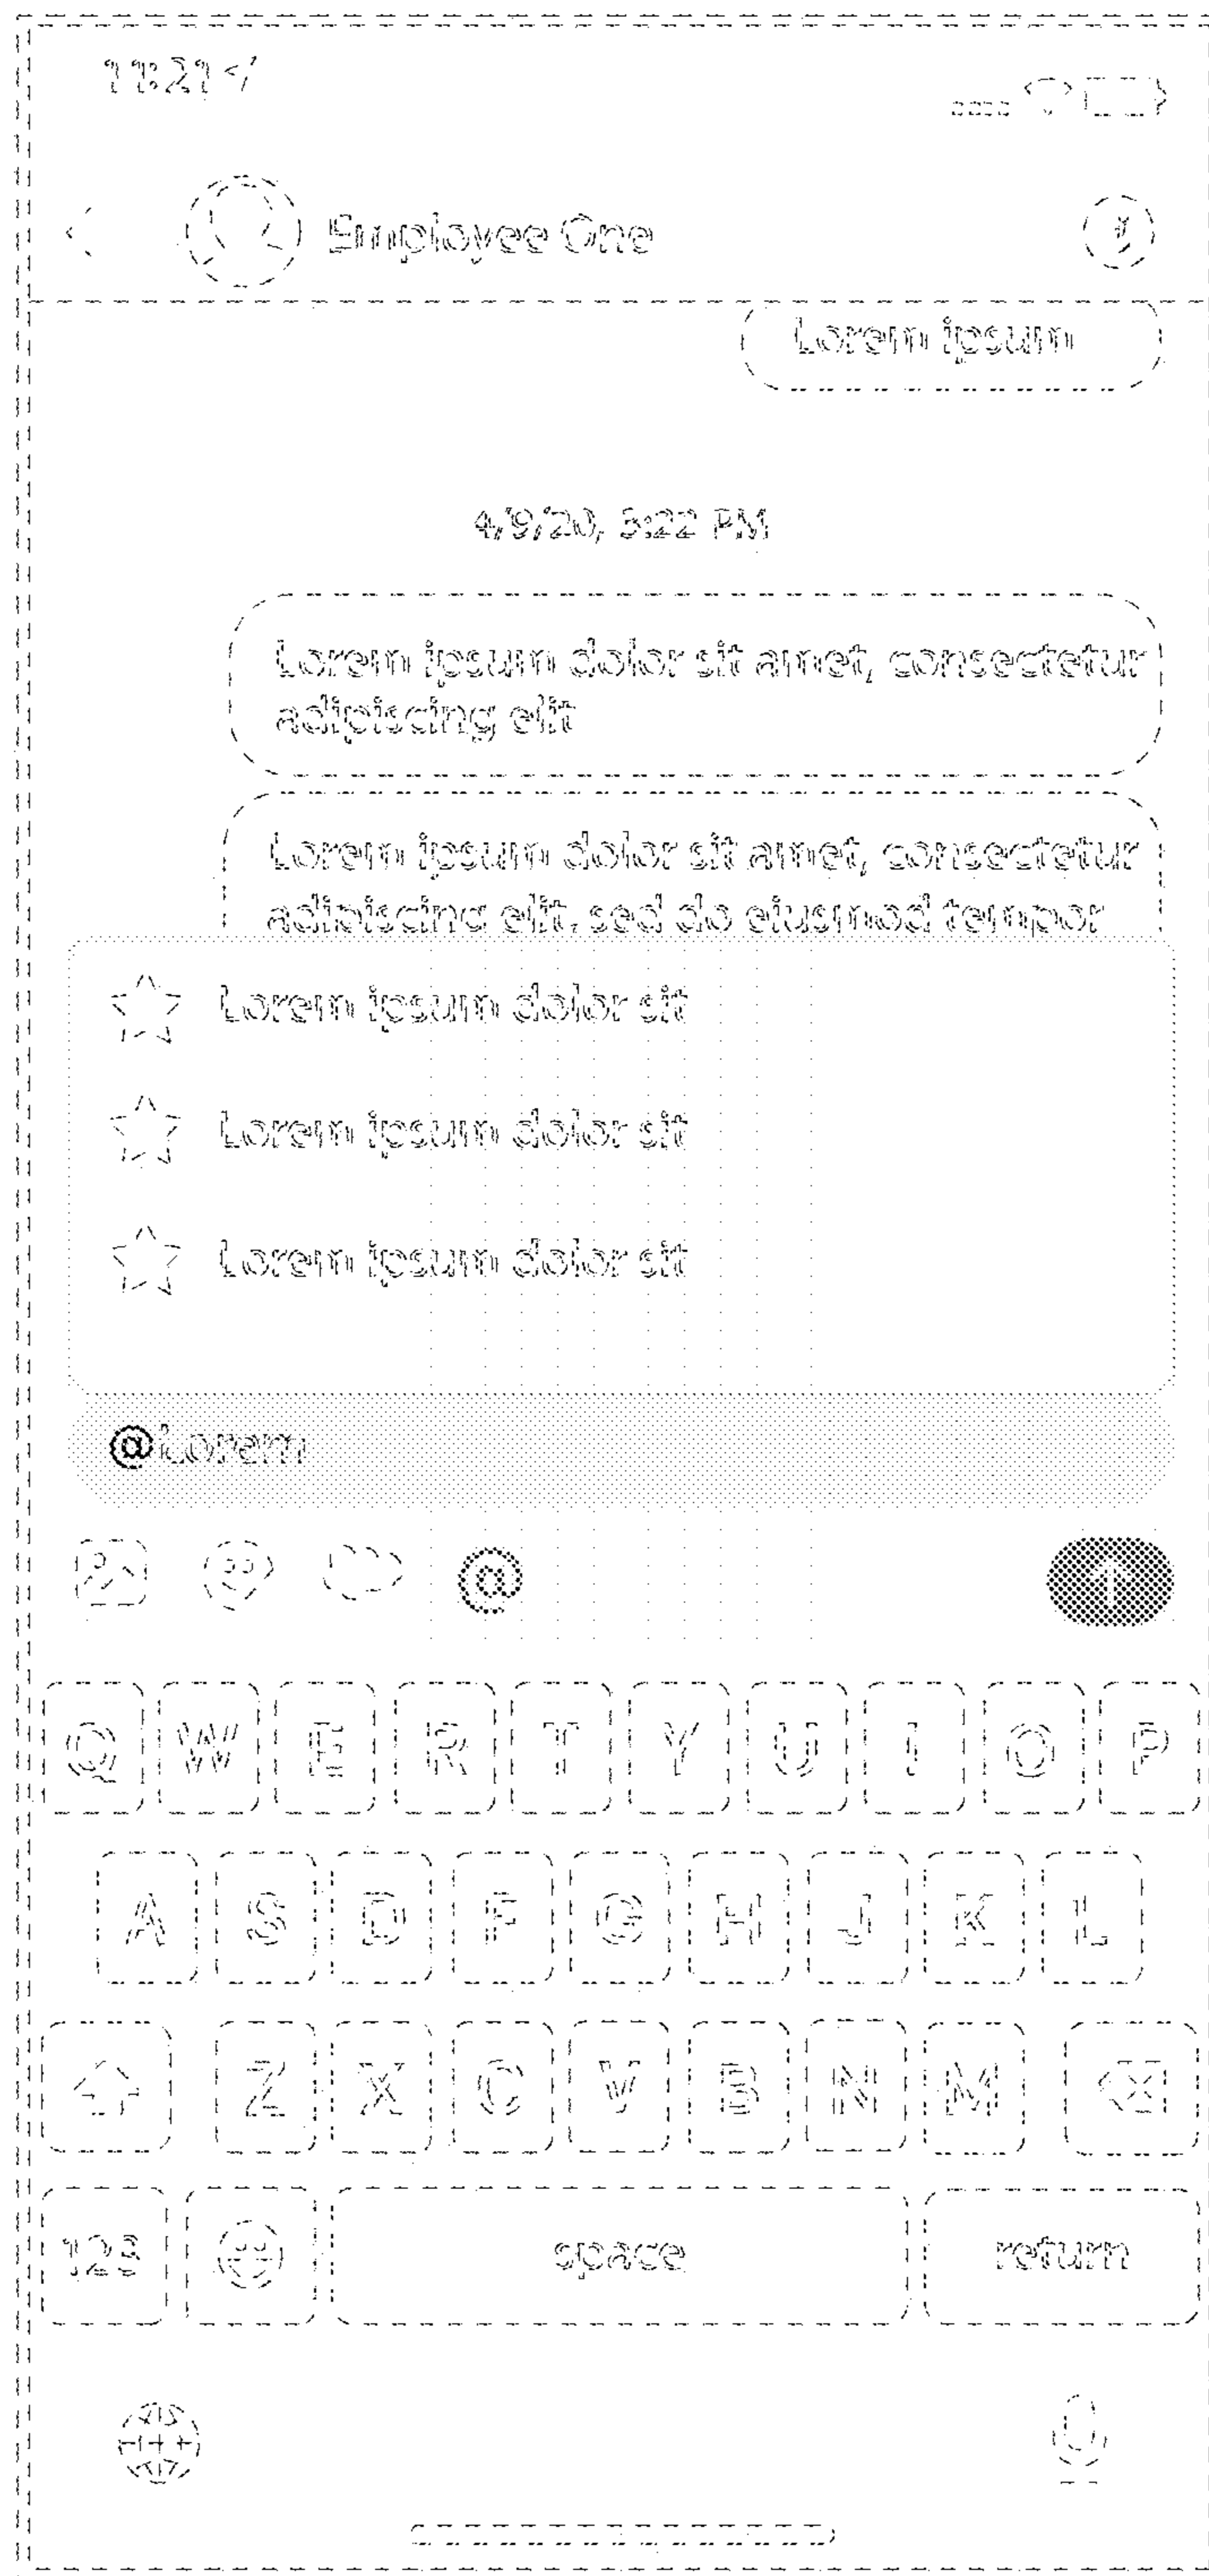 11:21
Employee One
Lorem ipsum
4/9/20, 3:22 PM
Lorem ipsum dolor sit amet, consectetur
adipiscing elit
Lorem ipsum dolor sit amet, consectetur
adipiscing elit, sed do eiusmod tempor
Lorem ipsum dolor sit
Lorem ipsum dolor sit
Lorem ipsum dolor sit
@Lorem
@
Q W E R T Y U I O P
A S D F G H J K L
Z X C V B N M
123 space return